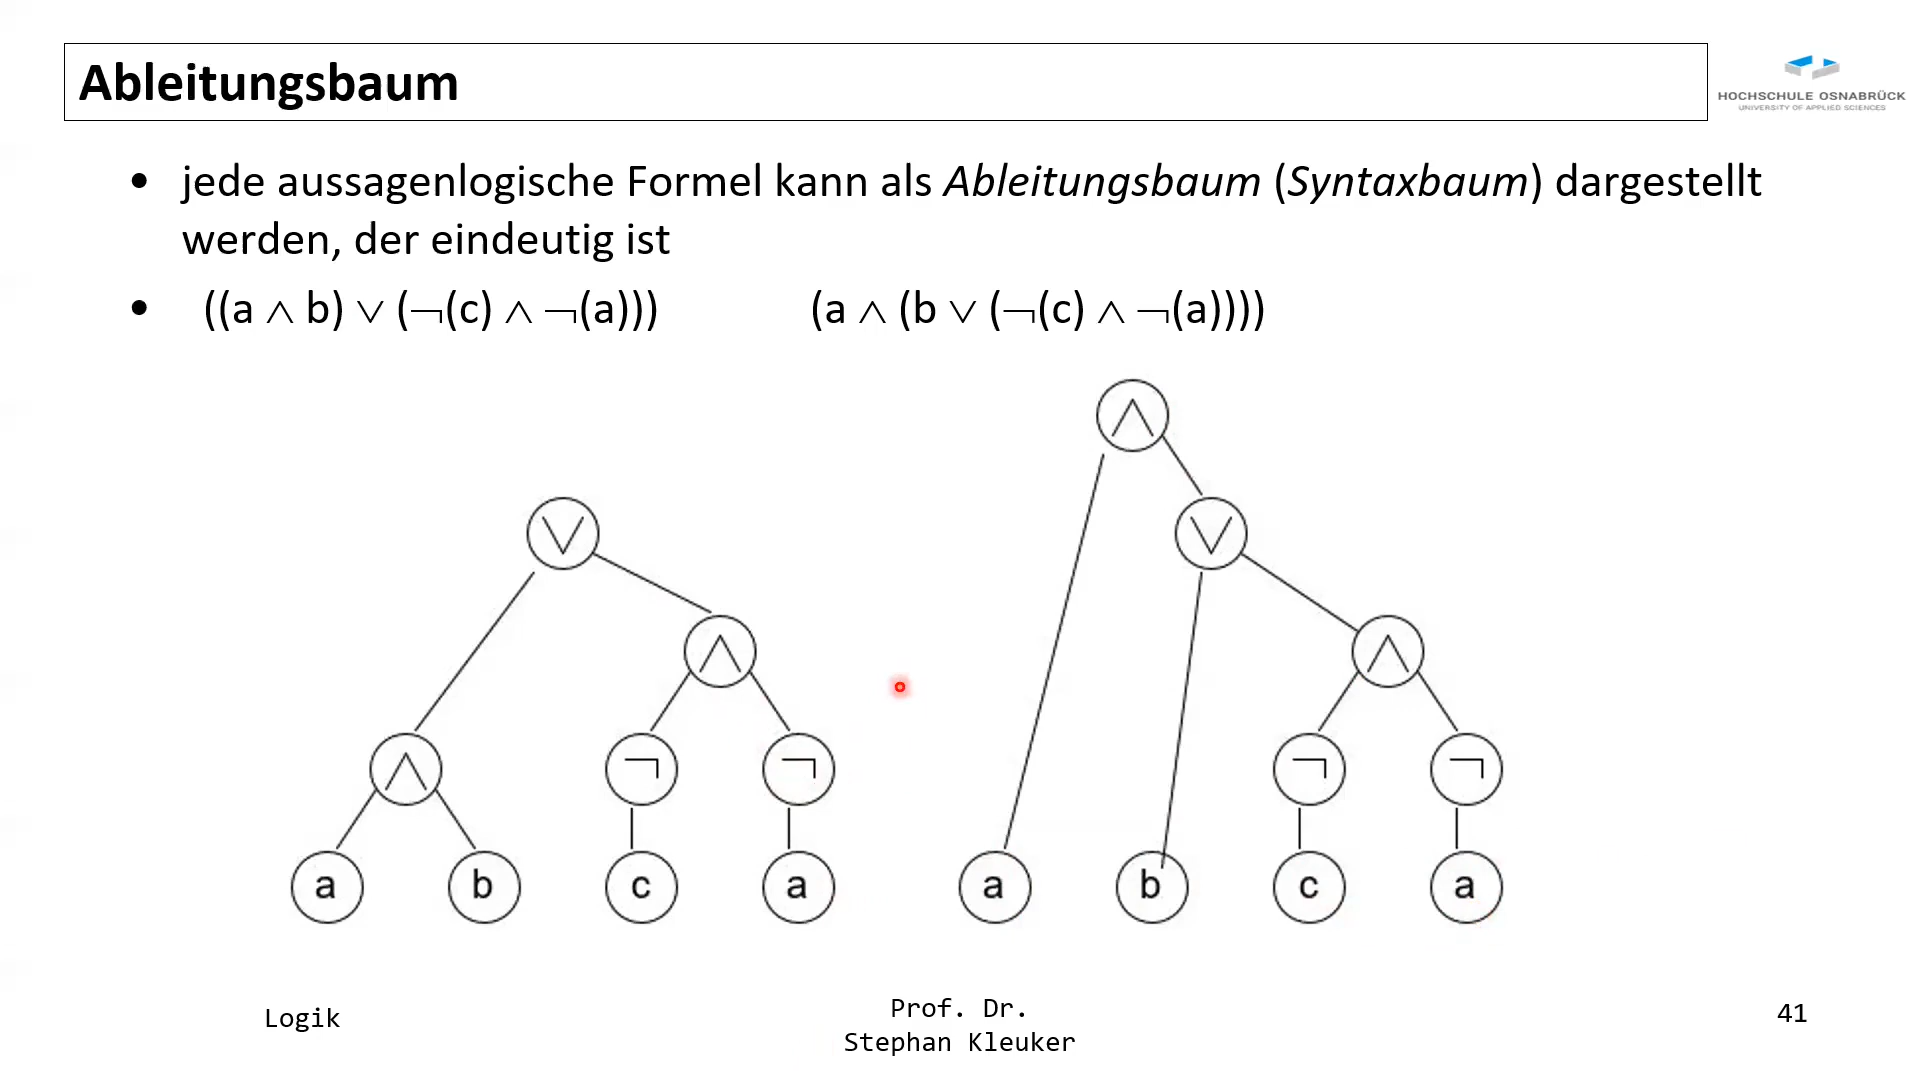 Ableitungsbaum
HOCHSCHULE OSNABRÜCK
UNIVERSITY OF APPLIED SCIENCES
• jede aussagenlogische Formel kann als Ableitungsbaum (Syntaxbaum) dargestellt
werden, der eindeutig ist
• ((a ∧ b) ∨ (¬(c) ∧ ¬(a))) (a ∧ (b ∨ (¬(c) ∧ ¬(a))))
∧
∨ ∨
∧ ∧
∧ ¬ ¬ ¬ ¬
a b c a a b c a
Logik
Prof. Dr.
Stephan Kleuker
41